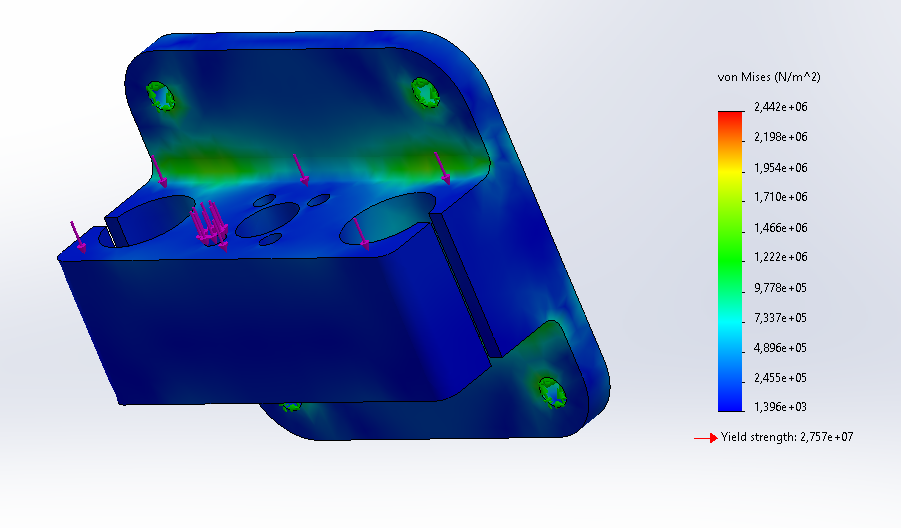 von Mises (N/m^2)
2,442e+06
2,198e+06
1,954e+06
1,710e+06
1,466e+06
1,222e+06
9,778e+05
7,337e+05
4,896e+05
2,455e+05
1,396e+03
Yield strength: 2,757e+07